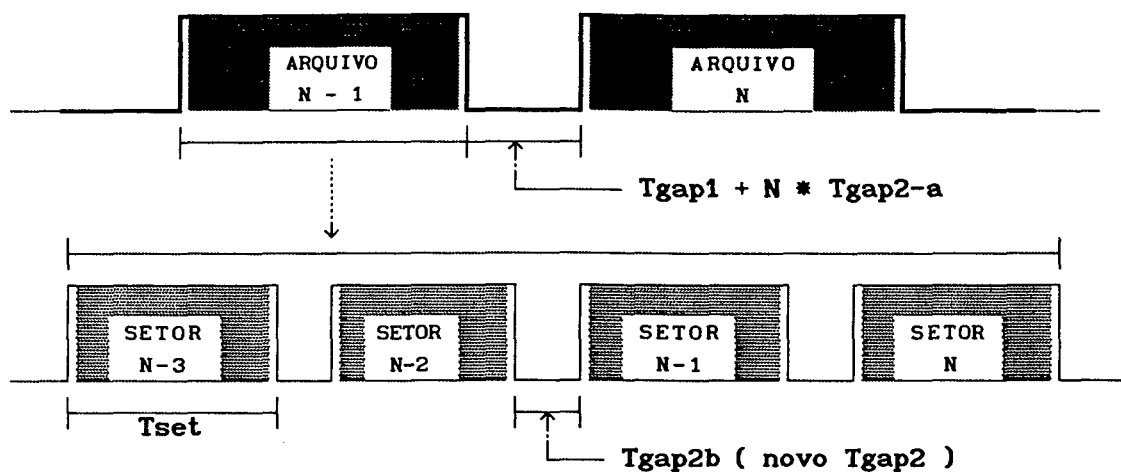 ARQUIVO
N - 1
ARQUIVO
N
Tgap1 + N * Tgap2-a
SETOR
N-3
SETOR
N-2
SETOR
N-1
SETOR
N
Tset
Tgap2b ( novo Tgap2 )